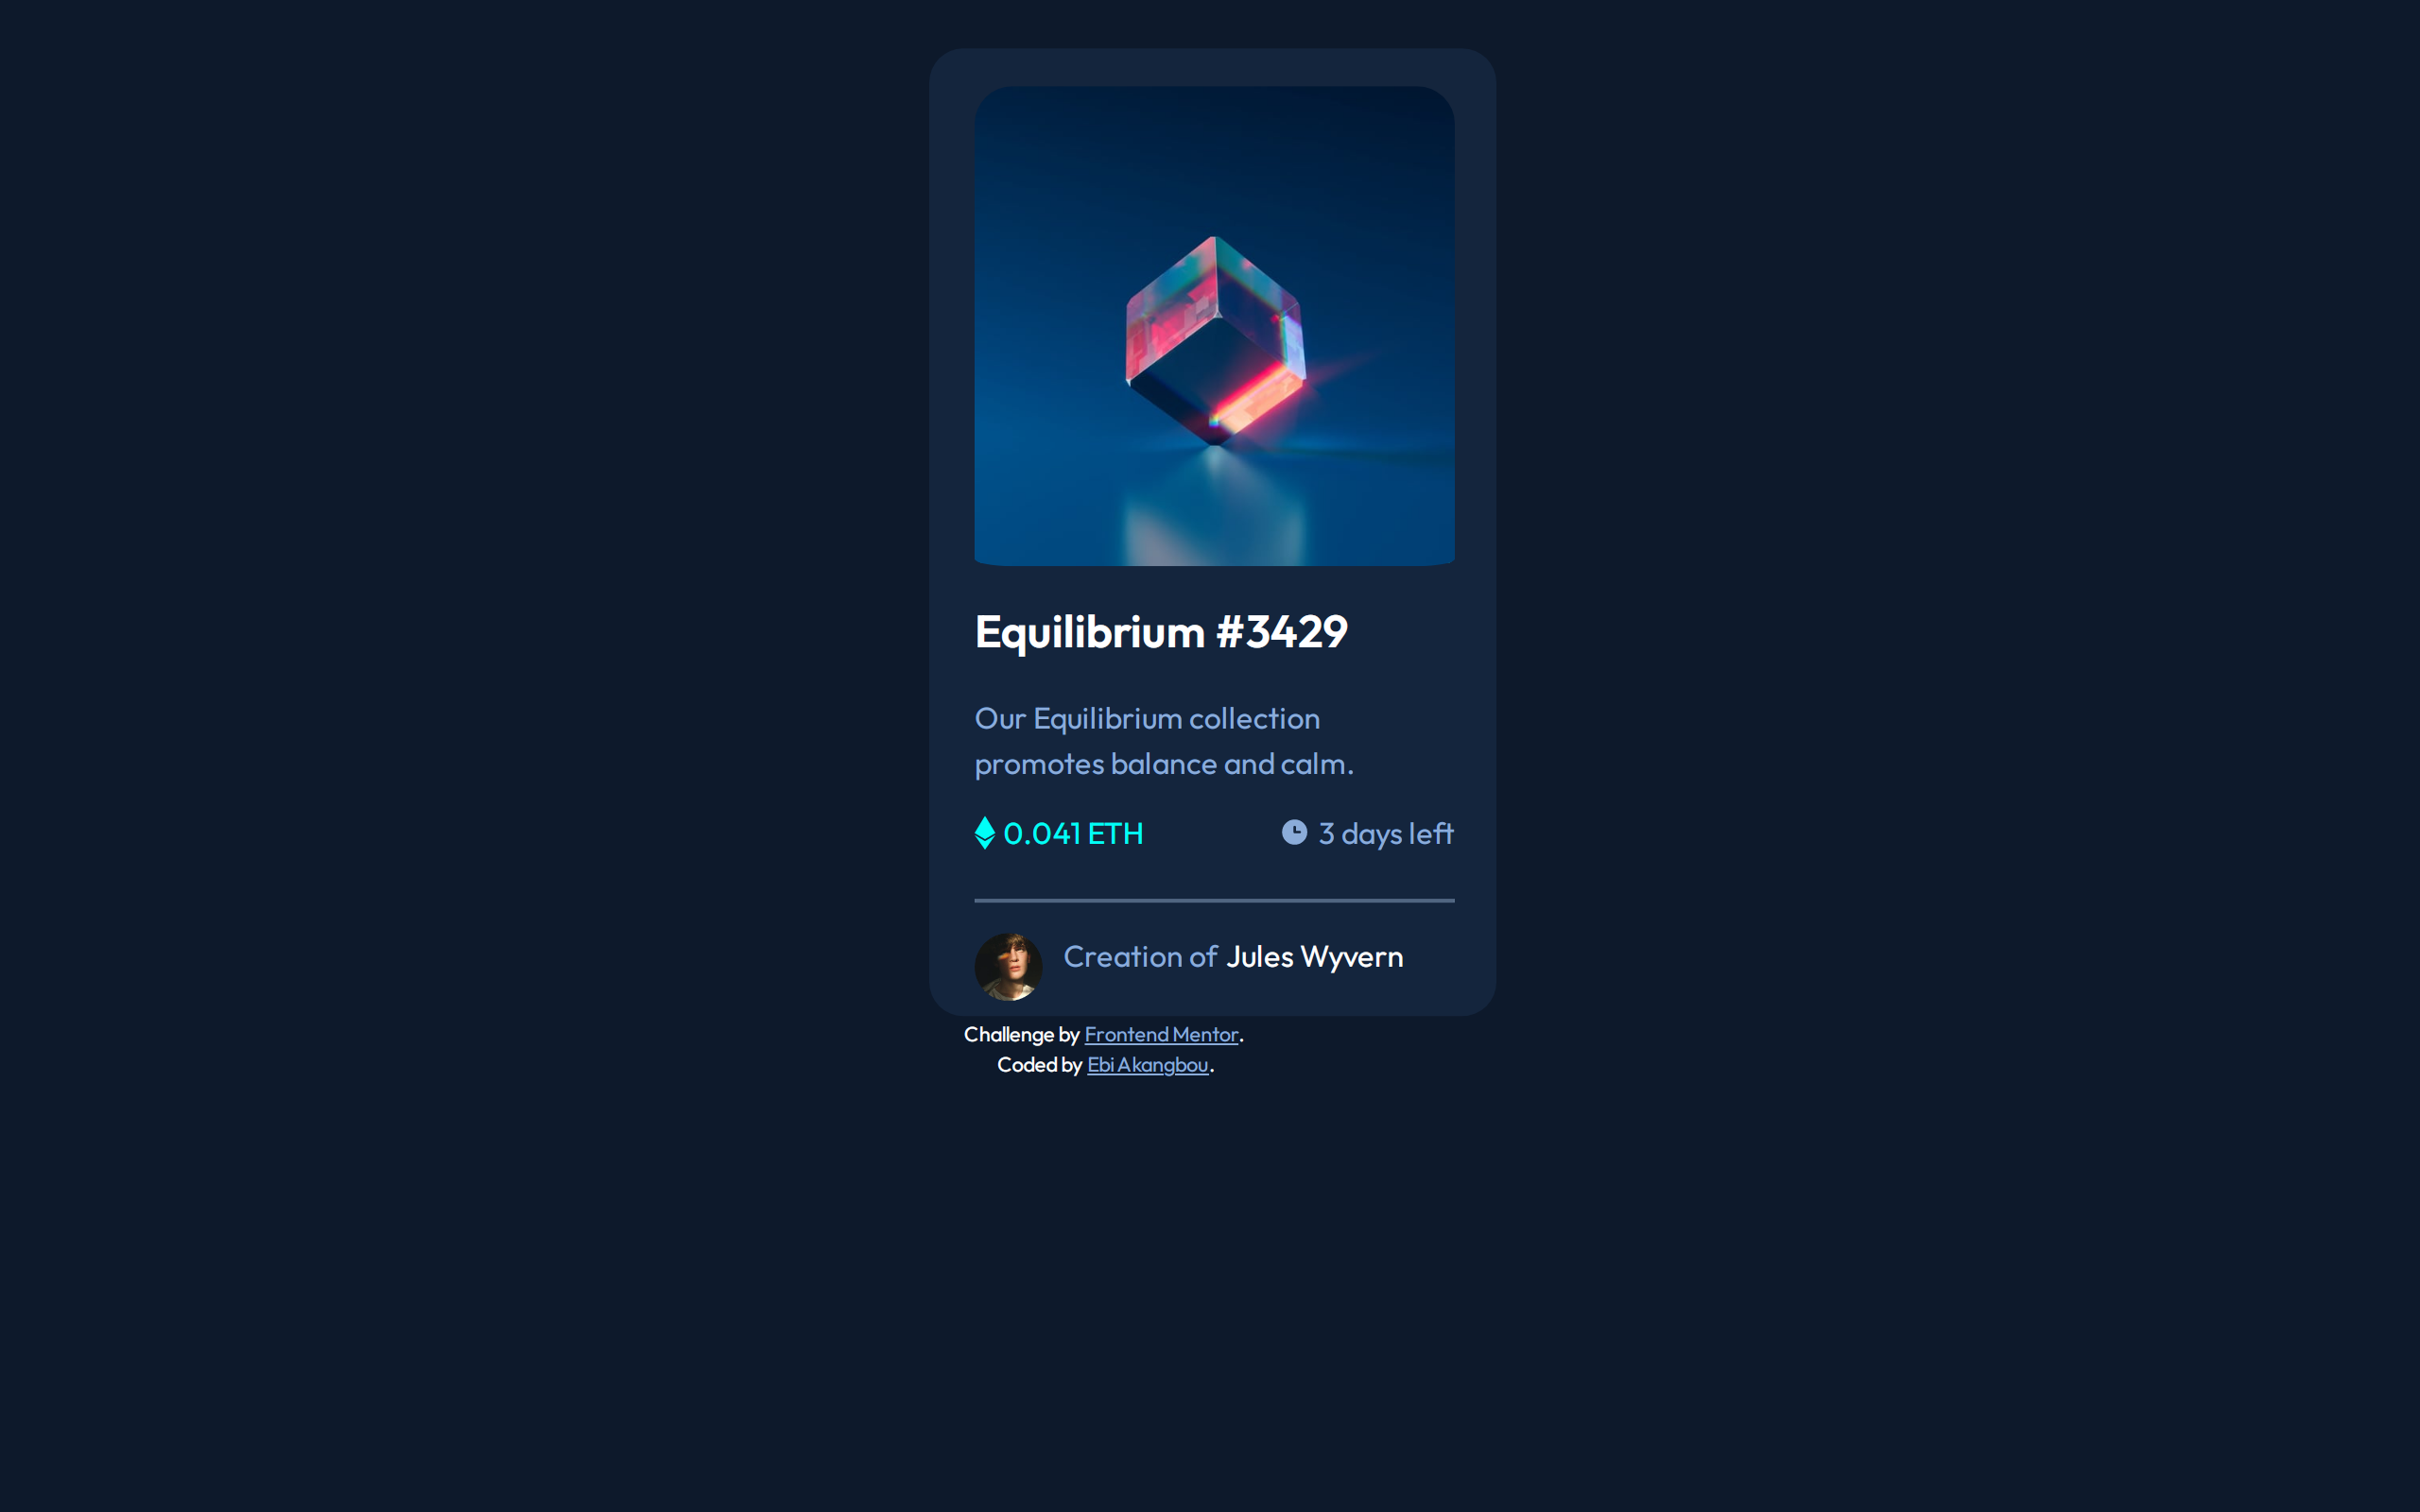 Equilibrium #3429
Our Equilibrium collection
promotes balance and calm.
0.041 ETH
3 days left
Creation of Jules Wyvern
Challenge by Frontend Mentor.
Coded by Ebi Akangbou.